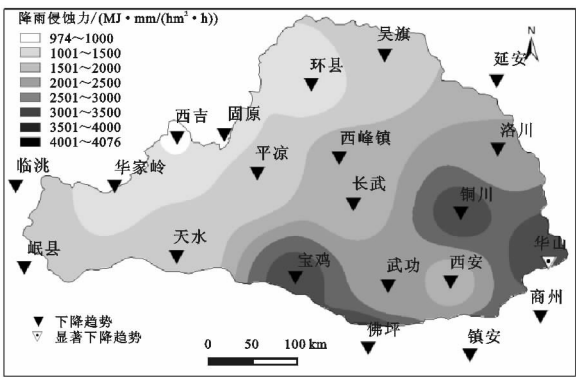 降雨侵蚀力/(MJ·mm/(hm²·h))
974～1000
1001～1500
1501～2000
2001～2500
2501～3000
3001～3500
3501～4000
4001～4076
吴旗
N
延安
环县
西吉
固原
西峰镇
洛川
临洮
华家岭
平凉
长武
铜川
岷县
天水
宝鸡
武功
西安
华山
商州
佛坪
镇安
下降趋势
显著下降趋势
0 50 100 km